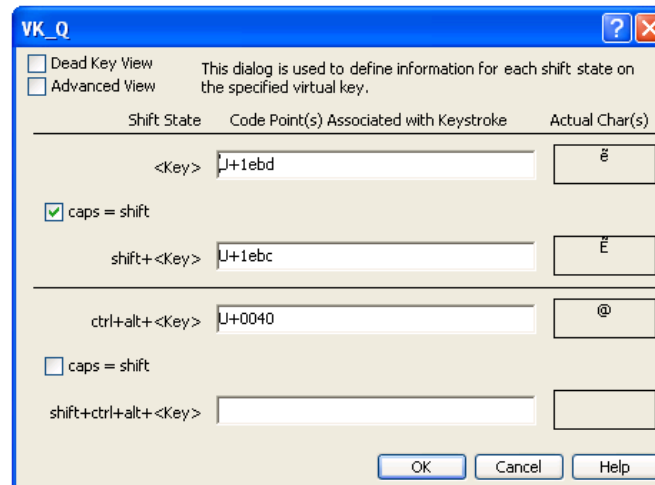 VK_Q
Dead Key View
Advanced View
This dialog is used to define information for each shift state on
the specified virtual key.
Shift State Code Point(s) Associated with Keystroke Actual Char(s)
<Key> U+1ebd ẽ
caps = shift
shift+<Key> U+1ebc Ẽ
ctrl+alt+<Key> U+0040 @
caps = shift
shift+ctrl+alt+<Key>
OK Cancel Help